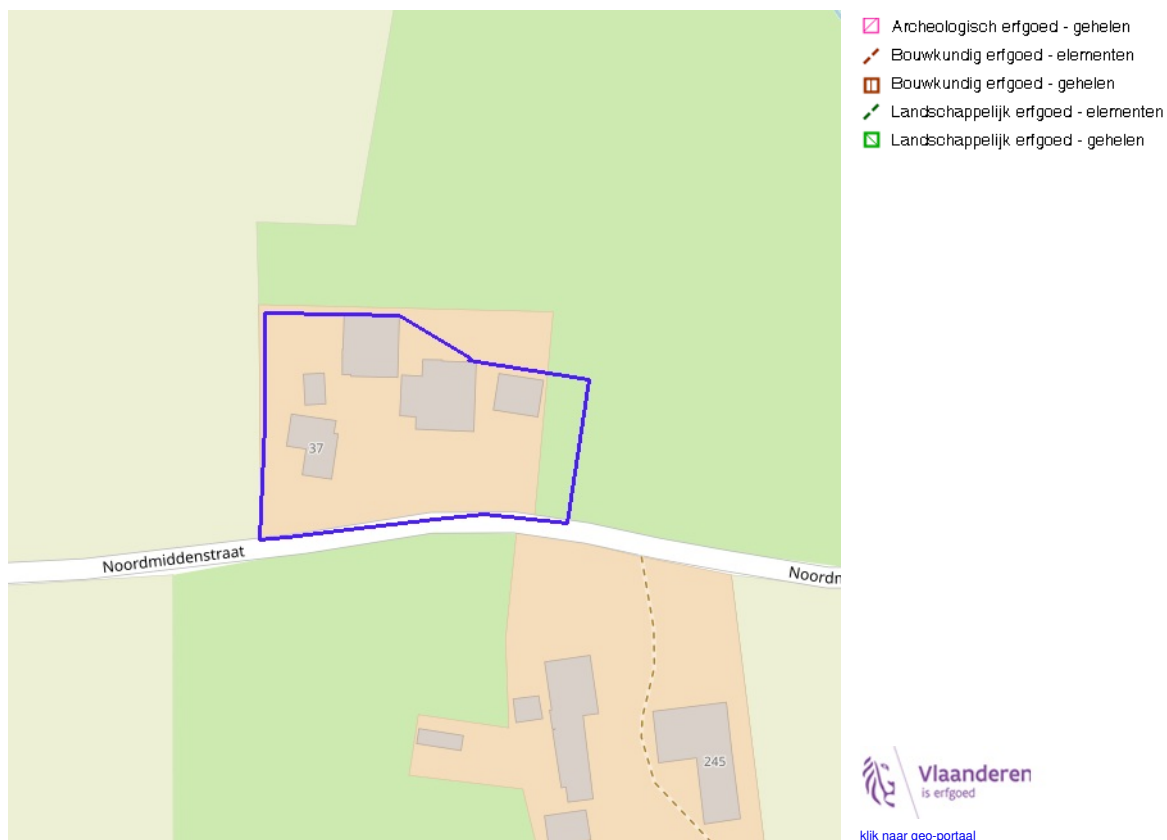 Archeologisch erfgoed - gehelen
Bouwkundig erfgoed - elementen
Bouwkundig erfgoed - gehelen
Landschappelijk erfgoed - elementen
Landschappelijk erfgoed - gehelen
37
Noordmiddenstraat
Noordm
245
Vlaanderen
is erfgoed
klik naar geo-portaal